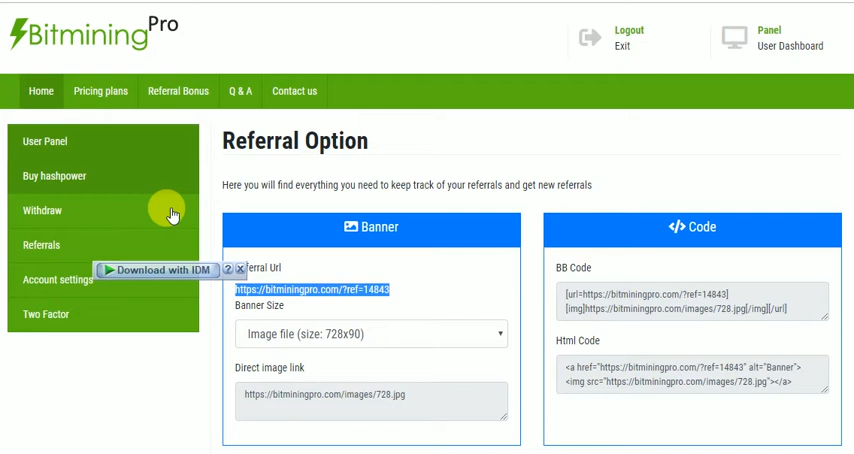 Bitmining Pro
Logout
Exit
Panel
User Dashboard
Home
Pricing plans
Referral Bonus
Q & A
Contact us
User Panel
Buy hashpower
Withdraw
Referrals
Account settings
Two Factor
Download with IDM
?
X
Referral Option
Here you will find everything you need to keep track of your referrals and get new referrals
Banner
ferral Url
https://bitminingpro.com/?ref=14843
Banner Size
Image file (size: 728x90)
Direct image link
https://bitminingpro.com/images/728.jpg
</> Code
BB Code
[url=https://bitminingpro.com/?ref=14843]
[img]https://bitminingpro.com/images/728.jpg[/img][/url]
Html Code
<a href="https://bitminingpro.com/?ref=14843" alt="Banner">
<img src="https://bitminingpro.com/images/728.jpg"></a>